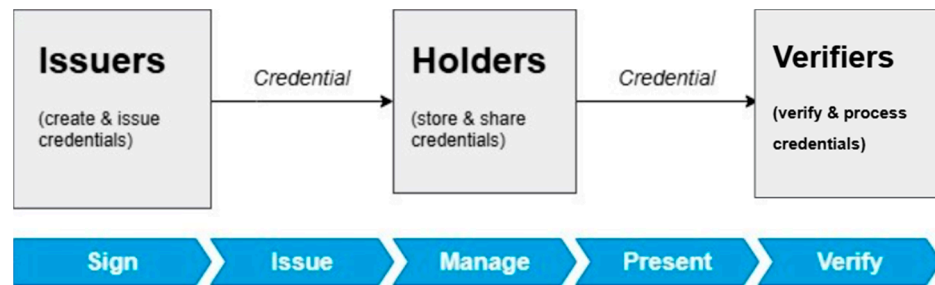 Issuers
(create & issue
credentials)
Credential
Holders
(store & share
credentials)
Credential
Verifiers
(verify & process
credentials)
Sign
Issue
Manage
Present
Verify